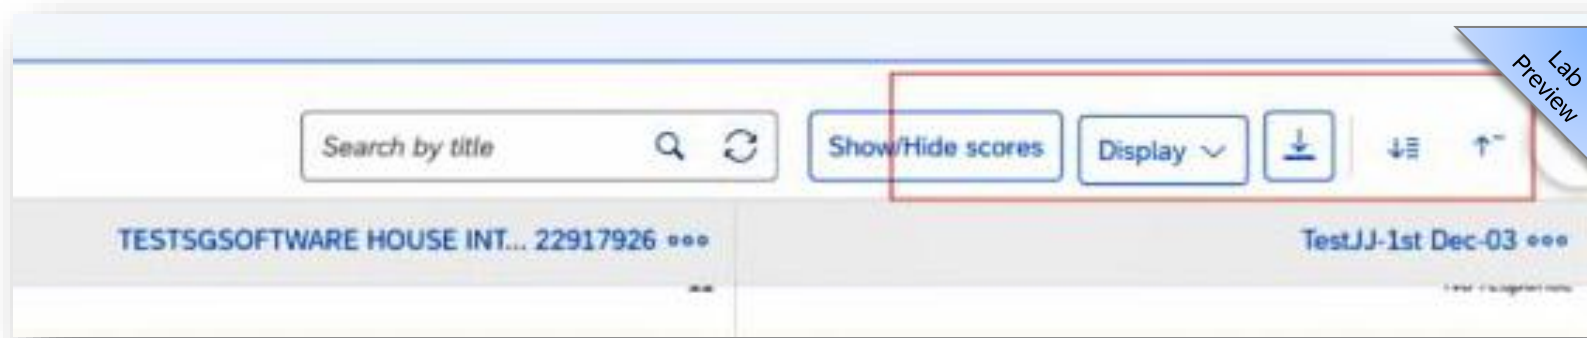 Lab
Preview
Search by title
Show/Hide scores
Display
TESTSGSOFTWARE HOUSE INT... 22917926
TestJJ-1st Dec-03